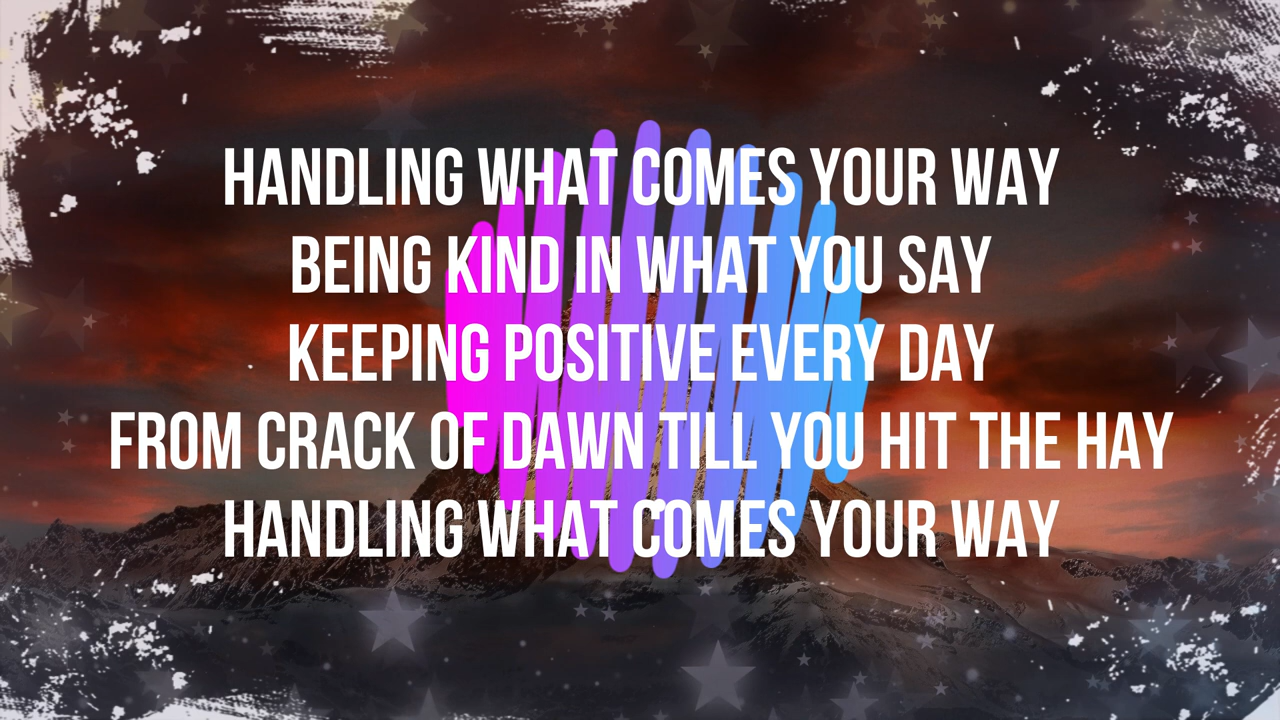 HANDLING WHAT COMES YOUR WAY
BEING KIND IN WHAT YOU SAY
KEEPING POSITIVE EVERY DAY
FROM CRACK OF DAWN TILL YOU HIT THE HAY
HANDLING WHAT COMES YOUR WAY